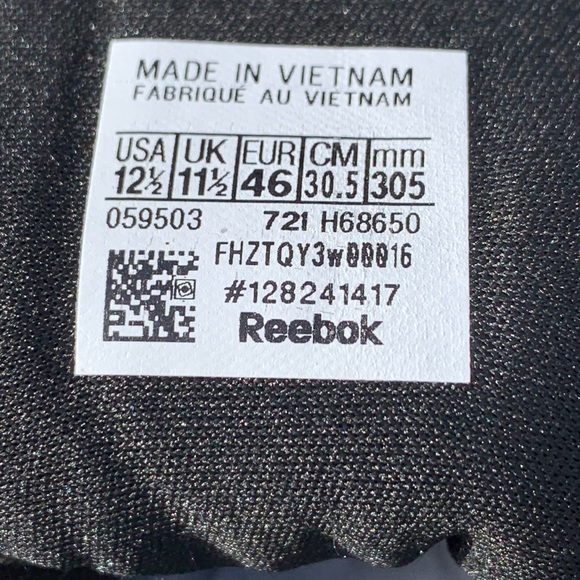 MADE IN VIETNAM
FABRIQUÉ AU VIETNAM
USA UK EUR CM mm
12½ 11½ 46 30.5 305
059503 721 H68650
FHZTQY3w00016
#128241417
Reebok